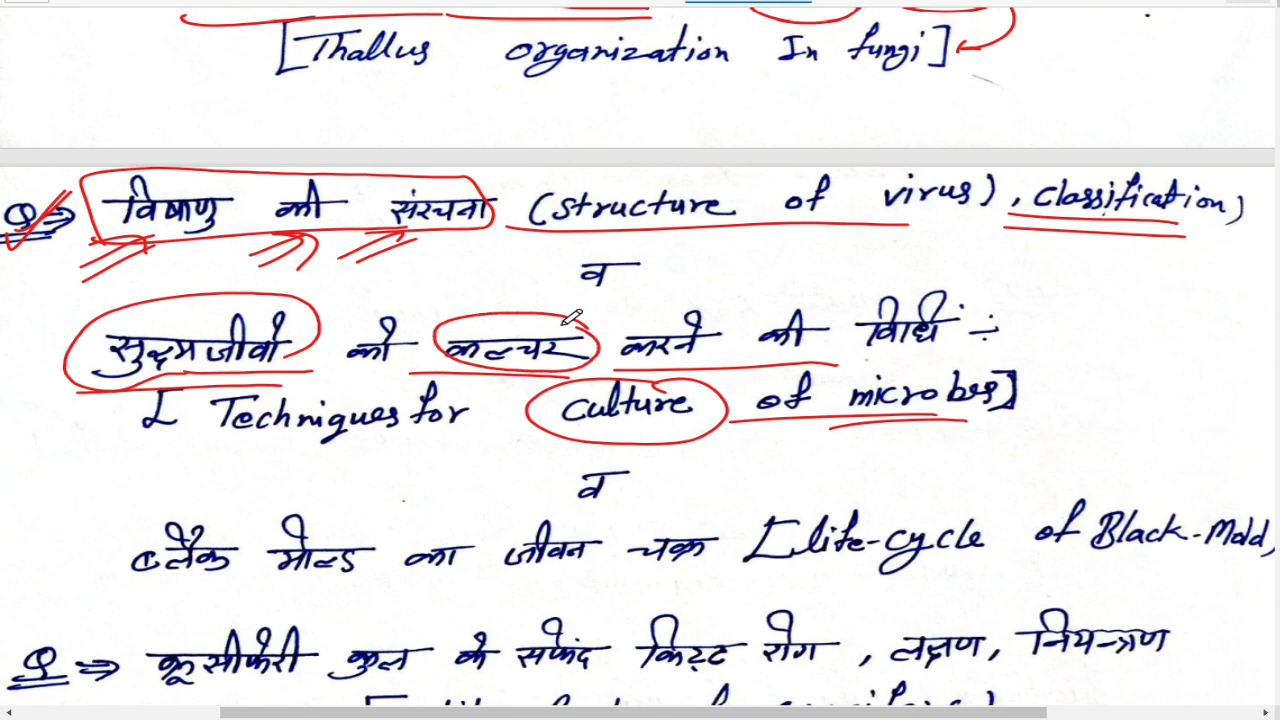 [Thallus organization In fungi]
Q ⇒ विषाणु की संरचना (structure of virus), classification)
व
सुक्ष्मजीवों को कल्चर करने की विधि ÷
[ Techniques for culture of microbes]
व
ब्लैक मोल्ड का जीवन चक्र [life-cycle of Black-Mold,
Q ⇒ क्रूसीफेरी कुल के सफेद किट्ट रोग, लक्षण, नियन्त्रण